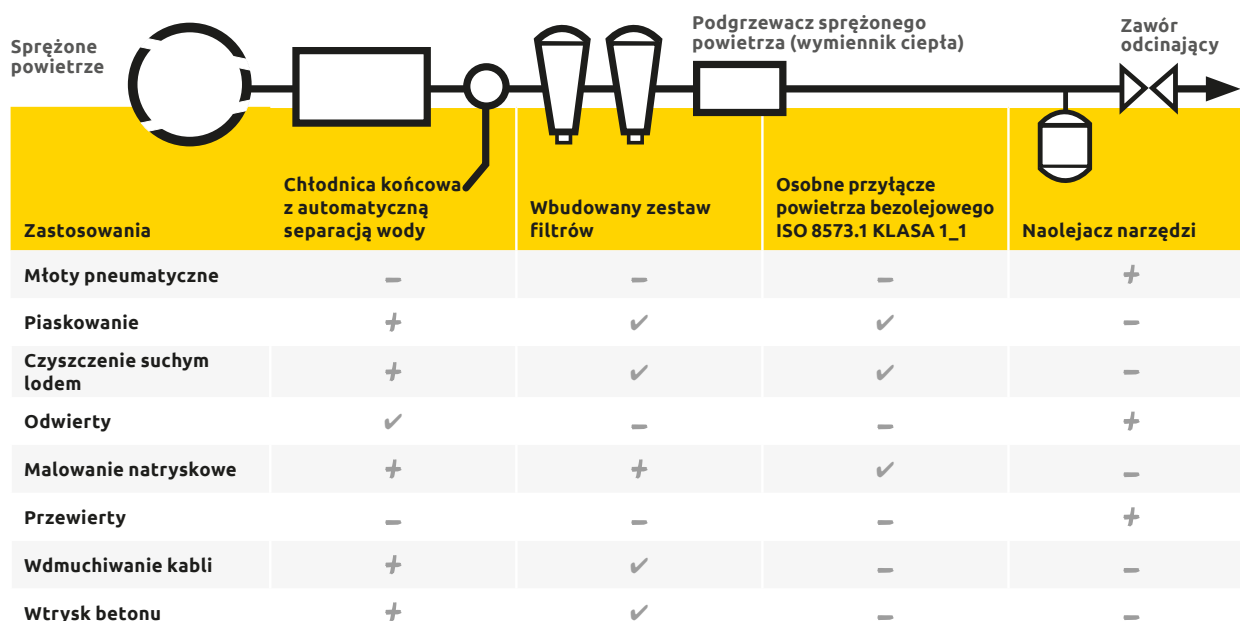 Sprężone
powietrze
Podgrzewacz sprężonego
powietrza (wymiennik ciepła)
Zawór
odcinający
Zastosowania
Chłodnica końcowa
z automatyczną
separacją wody
Wbudowany zestaw
filtrów
Osobne przyłącze
powietrza bezolejowego
ISO 8573.1 KLASA 1_1
Naolejacz narzędzi
Młoty pneumatyczne – – – +
Piaskowanie + ✔ ✔ –
Czyszczenie suchym
lodem + ✔ ✔ –
Odwierty ✔ – – +
Malowanie natryskowe + + ✔ –
Przewierty – – – +
Wdmuchiwanie kabli + ✔ – –
Wtrysk betonu + ✔ – –